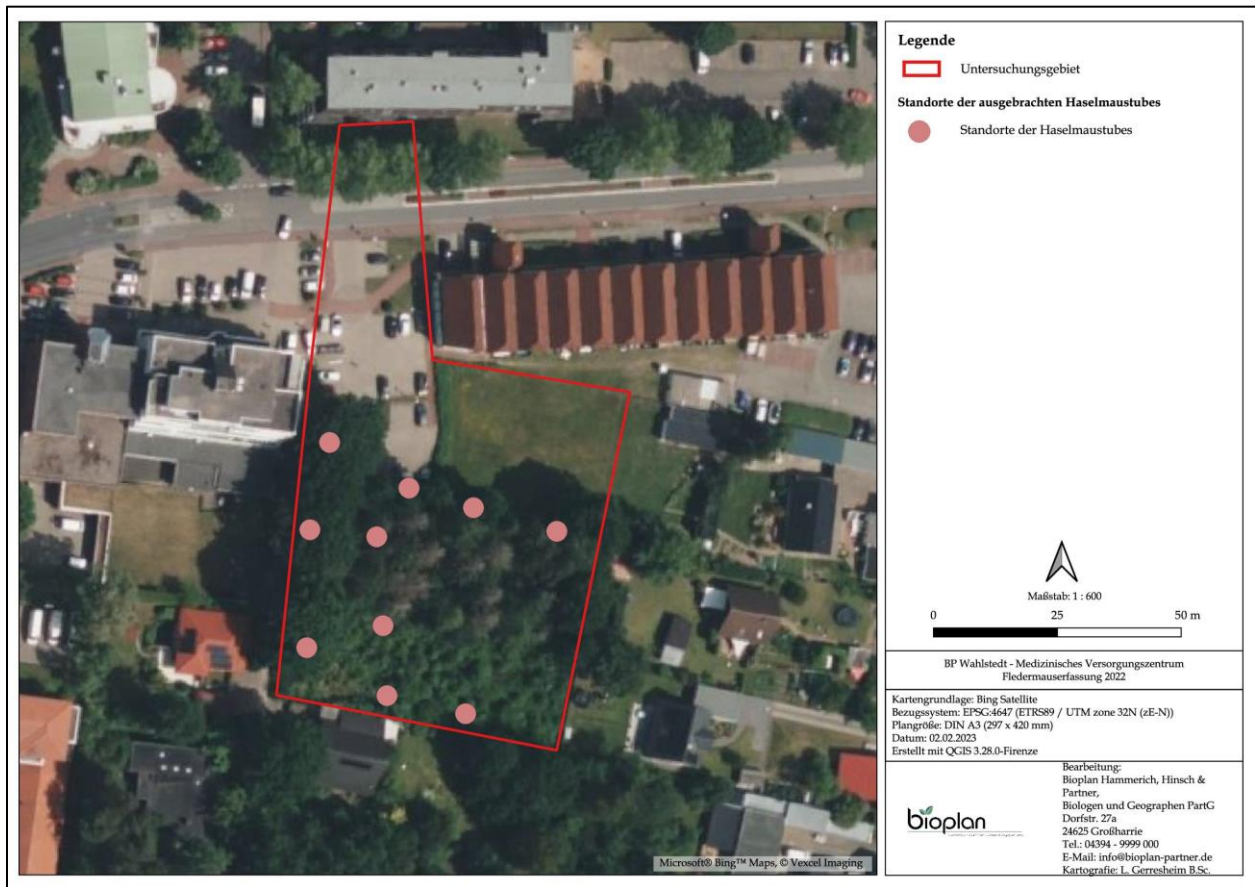 Legende
Untersuchungsgebiet
Standorte der ausgebrachten Haselmaustubes
Standorte der Haselmaustubes
Maßstab: 1 : 600
0 25 50 m
BP Wahlstedt - Medizinisches Versorgungszentrum
Fledermauserfassung 2022
Kartengrundlage: Bing Satellite
Bezugssystem: EPSG:4647 (ETRS89 / UTM zone 32N (zE-N))
Plangröße: DIN A3 (297 x 420 mm)
Datum: 02.02.2023
Erstellt mit QGIS 3.28.0-Firenze
bioplan
Bearbeitung:
Bioplan Hammerich, Hinsch &
Partner,
Biologen und Geographen PartG
Dorfstr. 27a
24625 Großharrie
Tel.: 04394 - 9999 000
E-Mail: info@bioplan-partner.de
Kartografie: L. Gerresheim B.Sc.
Microsoft® Bing™ Maps, © Vexcel Imaging